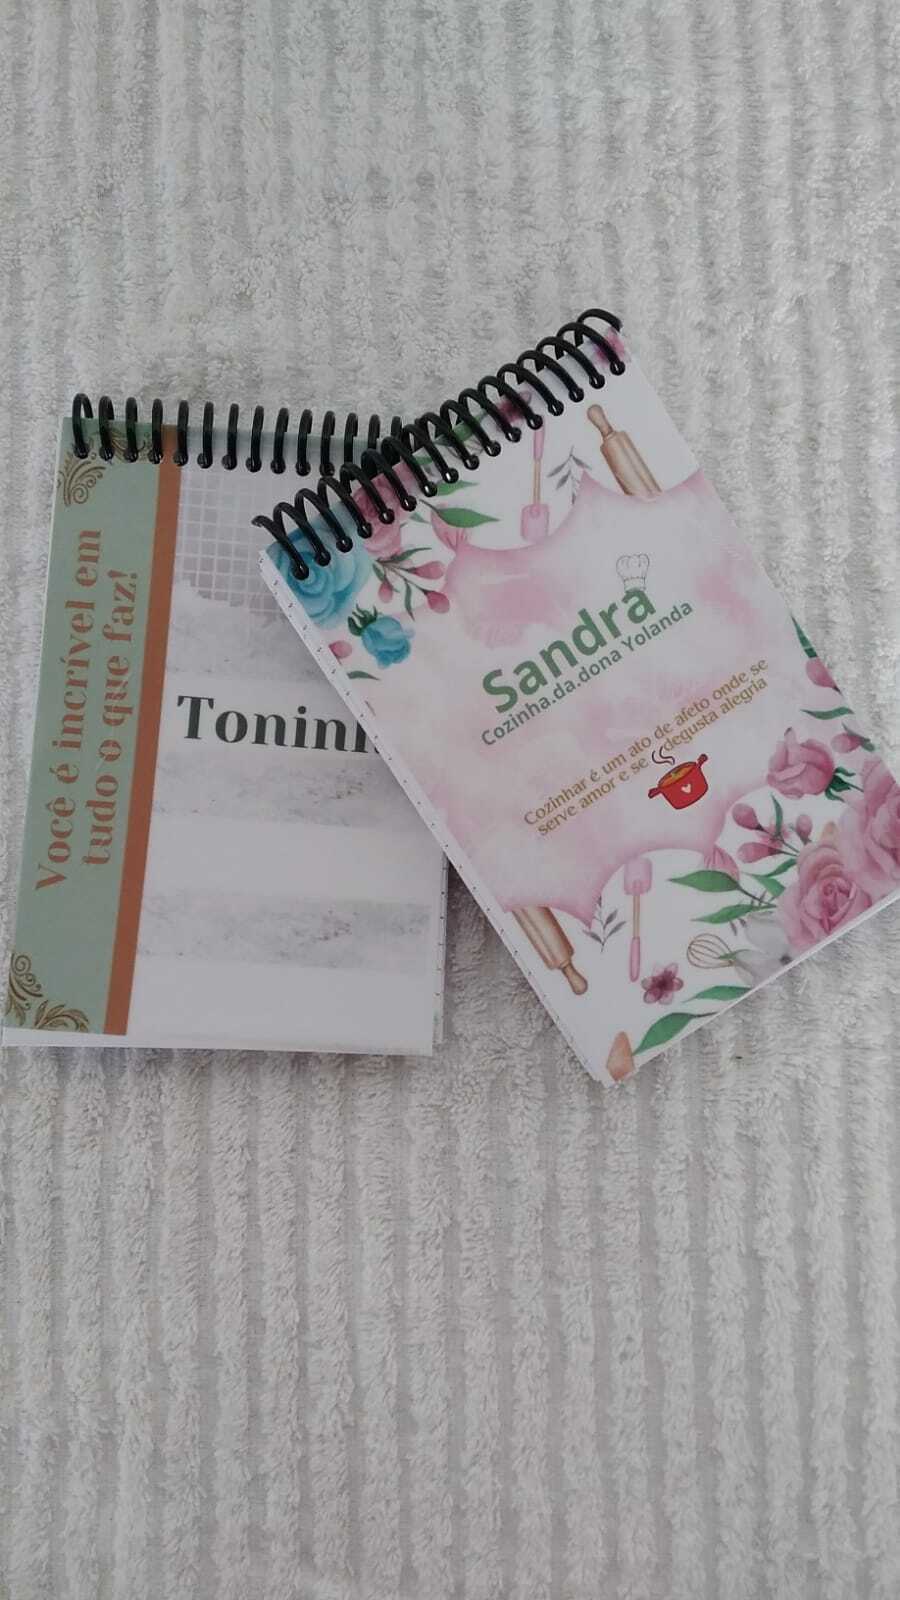 Você é incrível em
tudo o que faz!
Sandra
Cozinha.da.dona Yolanda
Cozinhar é um ato de afeto onde se
serve amor e se degusta alegria